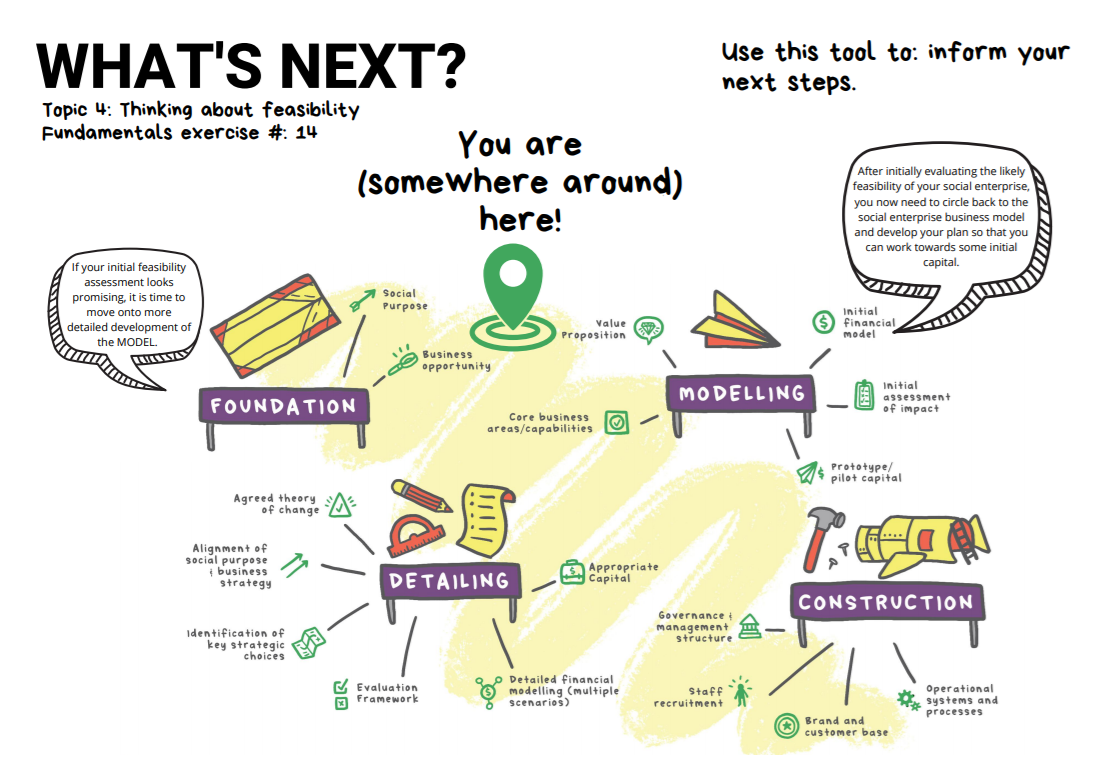 WHAT'S NEXT?
Topic 4: Thinking about feasibility
Fundamentals exercise #: 14
Use this tool to: inform your
next steps.
You are
(somewhere around)
here!
After initially evaluating the likely
feasibility of your social enterprise,
you now need to circle back to the
social enterprise business model
and develop your plan so that you
can work towards some initial
capital.
If your initial feasibility
assessment looks
promising, it is time to
move onto more
detailed development of
the MODEL.
Social
Purpose
Business
opportunity
FOUNDATION
Value
Proposition
Initial
financial
model
MODELLING
Initial
assessment
of impact
Core business
areas/capabilities
Prototype/
pilot capital
Agreed theory
of change
Alignment of
social purpose
& business
strategy
DETAILING
Appropriate
Capital
Identification of
key strategic
choices
Evaluation
Framework
Detailed financial
modelling (multiple
scenarios)
CONSTRUCTION
Governance &
management
structure
Staff
recruitment
Brand and
customer base
Operational
systems and
processes